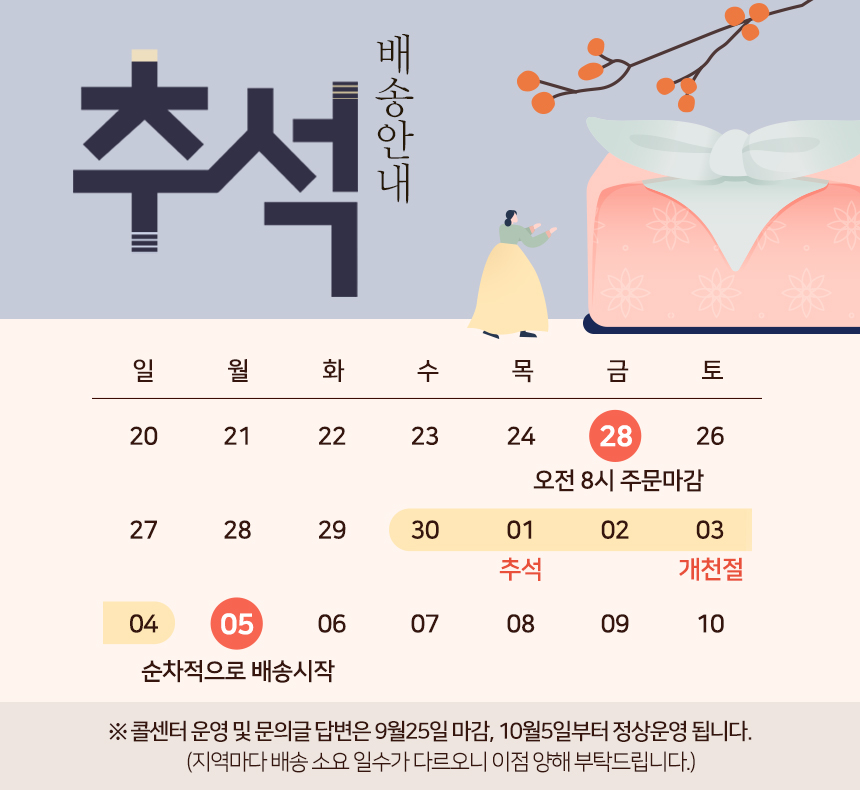 추석
배송안내
일 월 화 수 목 금 토
20 21 22 23 24 28 26
오전 8시 주문마감
27 28 29 30 01 02 03
추석 개천절
04 05 06 07 08 09 10
순차적으로 배송시작
※ 콜센터 운영 및 문의글 답변은 9월25일 마감, 10월5일부터 정상운영 됩니다.
(지역마다 배송 소요 일수가 다르오니 이점 양해 부탁드립니다.)